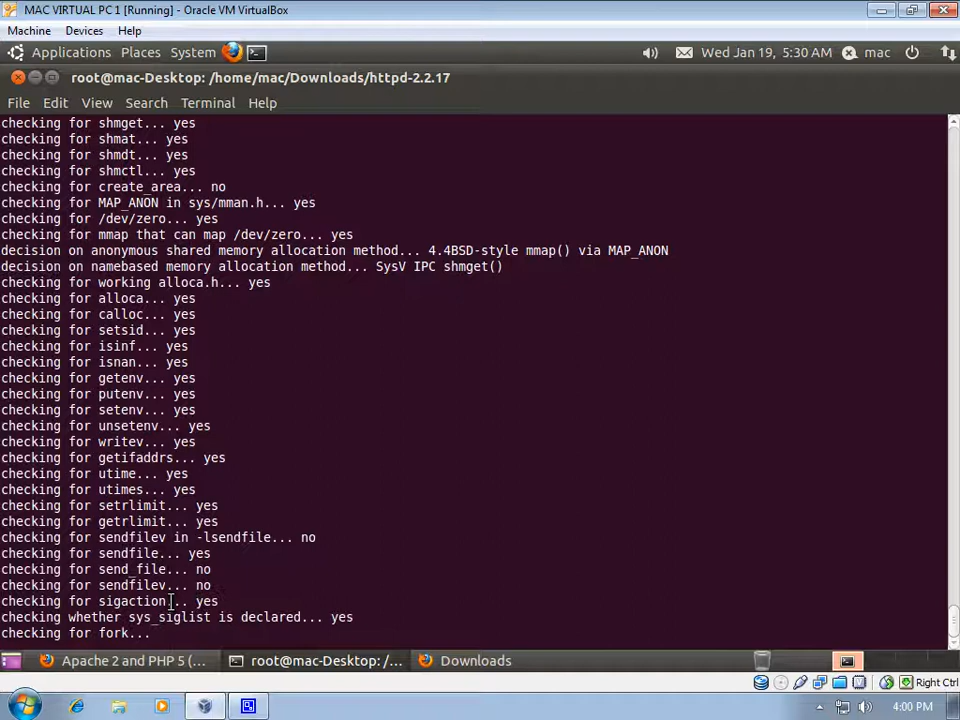 MAC VIRTUAL PC 1 [Running] - Oracle VM VirtualBox
Machine Devices Help
Applications Places System Wed Jan 19, 5:30 AM mac
root@mac-Desktop: /home/mac/Downloads/httpd-2.2.17
File Edit View Search Terminal Help
checking for shmget... yes
checking for shmat... yes
checking for shmdt... yes
checking for shmctl... yes
checking for create_area... no
checking for MAP_ANON in sys/mman.h... yes
checking for /dev/zero... yes
checking for mmap that can map /dev/zero... yes
decision on anonymous shared memory allocation method... 4.4BSD-style mmap() via MAP_ANON
decision on namebased memory allocation method... SysV IPC shmget()
checking for working alloca.h... yes
checking for alloca... yes
checking for calloc... yes
checking for setsid... yes
checking for isinf... yes
checking for isnan... yes
checking for getenv... yes
checking for putenv... yes
checking for setenv... yes
checking for unsetenv... yes
checking for writev... yes
checking for getifaddrs... yes
checking for utime... yes
checking for utimes... yes
checking for setrlimit... yes
checking for getrlimit... yes
checking for sendfilev in -lsendfile... no
checking for sendfile... yes
checking for send_file... no
checking for sendfilev... no
checking for sigaction... yes
checking whether sys_siglist is declared... yes
checking for fork...
Apache 2 and PHP 5 (... root@mac-Desktop: /... Downloads
Right Ctrl
4:00 PM